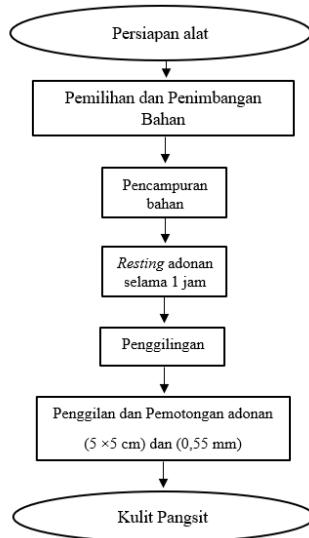 Persiapan alat
Pemilihan dan Penimbangan
Bahan
Pencampuran
bahan
Resting adonan
selama 1 jam
Penggilingan
Penggilan dan Pemotongan adonan
(5 ×5 cm) dan (0,55 mm)
Kulit Pangsit